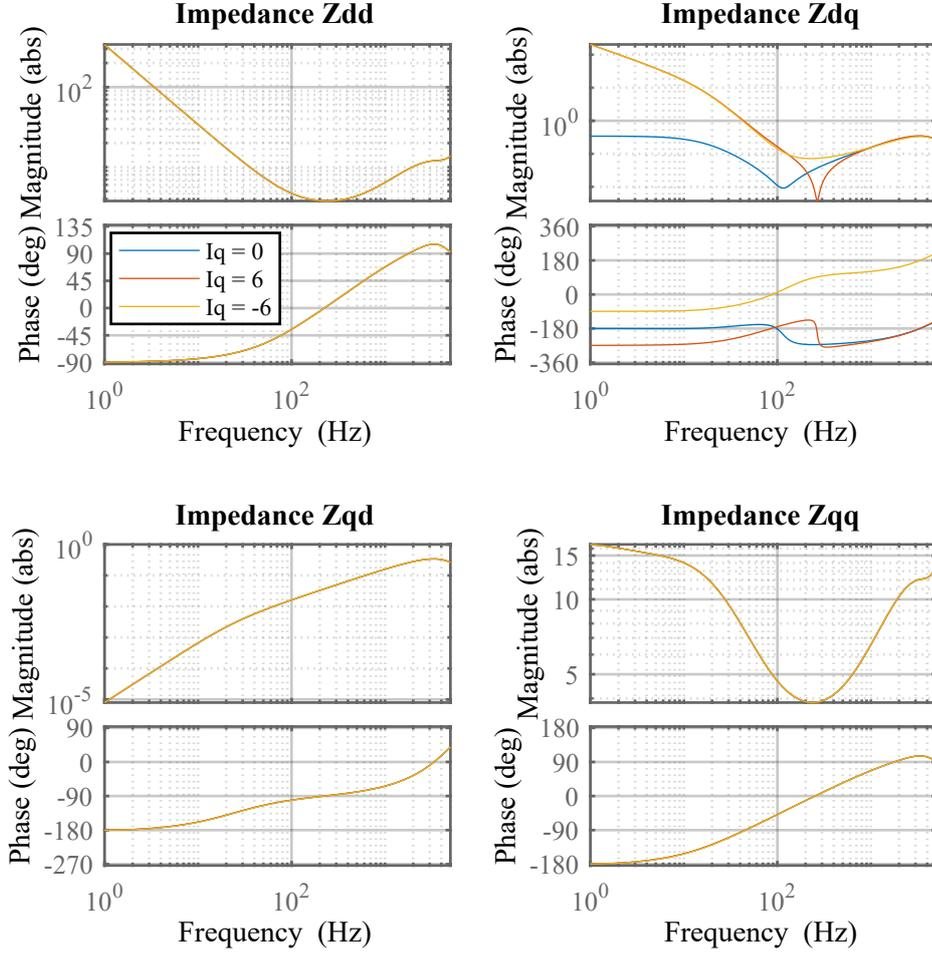 Impedance Zdd
Magnitude (abs)
10^2
Phase (deg)
135
90
45
0
-45
-90
Iq = 0
Iq = 6
Iq = -6
10^0
10^2
Frequency (Hz)
Impedance Zdq
Magnitude (abs)
10^0
Phase (deg)
360
180
0
-180
-360
10^0
10^2
Frequency (Hz)
Impedance Zqd
Magnitude (abs)
10^0
10^-5
Phase (deg)
90
0
-90
-180
-270
10^0
10^2
Frequency (Hz)
Impedance Zqq
Magnitude (abs)
15
10
5
Phase (deg)
180
90
0
-90
-180
10^0
10^2
Frequency (Hz)